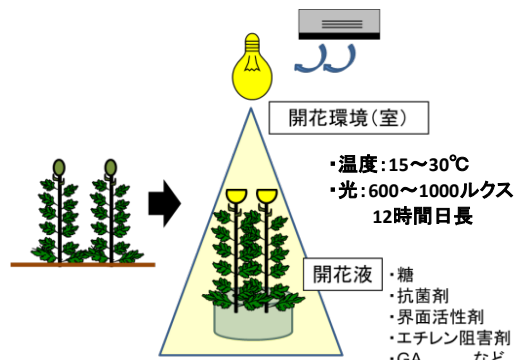 開花環境(室)
・温度:15〜30℃
・光:600〜1000ルクス
12時間日長
開花液
・糖
・抗菌剤
・界面活性剤
・エチレン阻害剤
・GA など